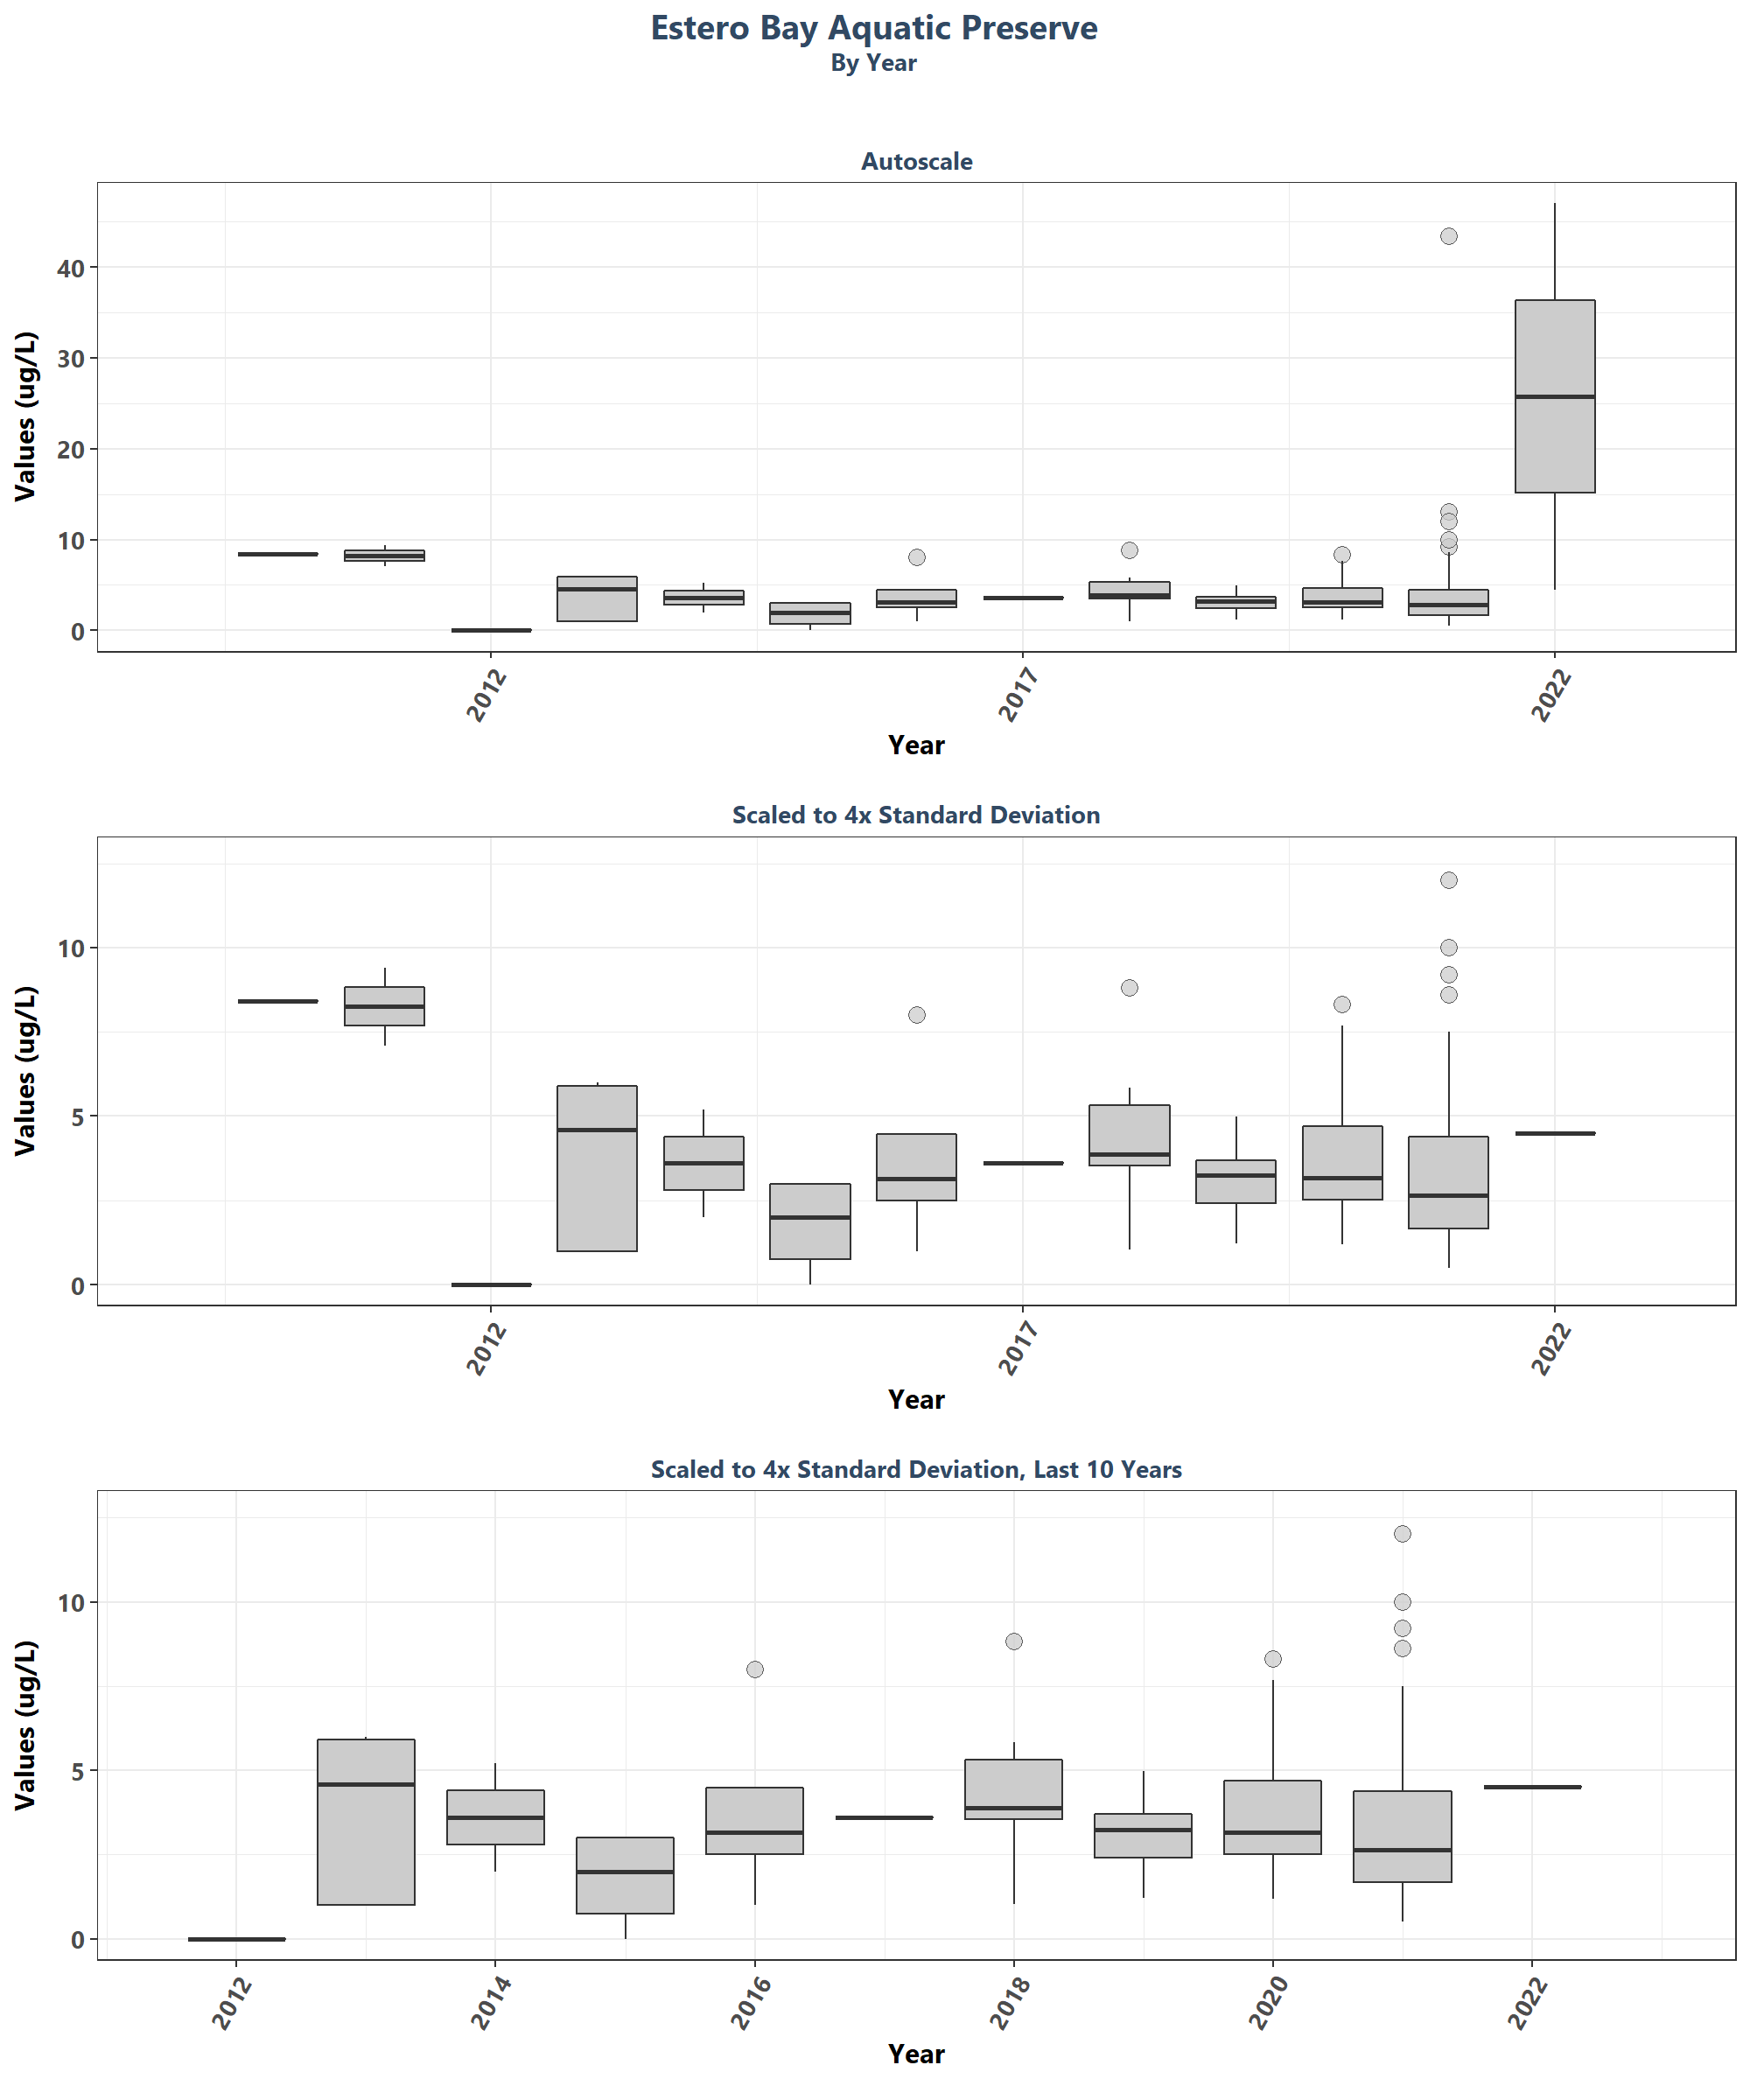 Estero Bay Aquatic Preserve
By Year
Autoscale
Values (ug/L)
40
30
20
10
0
2012
2017
2022
Year
Scaled to 4x Standard Deviation
Values (ug/L)
10
5
0
2012
2017
2022
Year
Scaled to 4x Standard Deviation, Last 10 Years
Values (ug/L)
10
5
0
2012
2014
2016
2018
2020
2022
Year